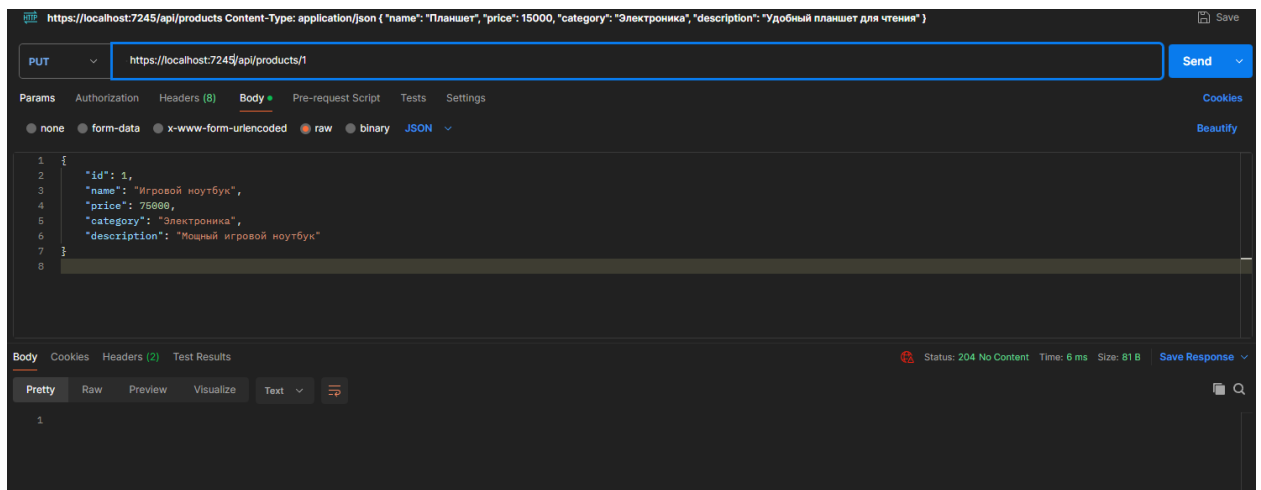 HTTP https://localhost:7245/api/products Content-Type: application/json { "name": "Планшет", "price": 15000, "category": "Электроника", "description": "Удобный планшет для чтения" } Save
PUT https://localhost:7245/api/products/1 Send
Params Authorization Headers (8) Body Pre-request Script Tests Settings Cookies
none form-data x-www-form-urlencoded raw binary JSON Beautify
1 {
2 "id": 1,
3 "name": "Игровой ноутбук",
4 "price": 75000,
5 "category": "Электроника",
6 "description": "Мощный игровой ноутбук"
7 }
8
Body Cookies Headers (2) Test Results Status: 204 No Content Time: 6 ms Size: 81 B Save Response
Pretty Raw Preview Visualize Text
1